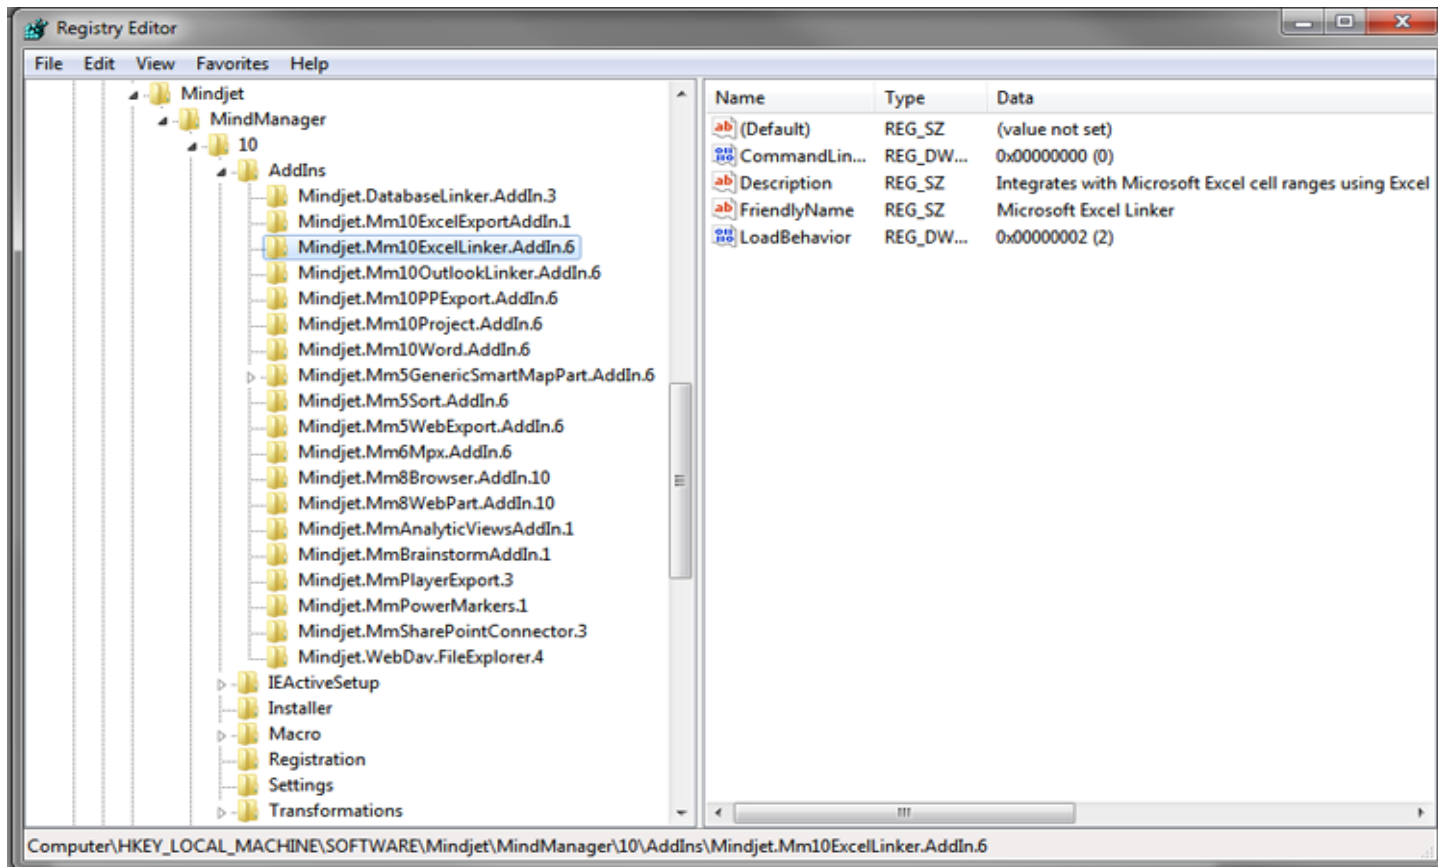 Registry Editor
File Edit View Favorites Help
Mindjet
MindManager
10
AddIns
Mindjet.DatabaseLinker.AddIn.3
Mindjet.Mm10ExcelExportAddIn.1
Mindjet.Mm10ExcelLinker.AddIn.6
Mindjet.Mm10OutlookLinker.AddIn.6
Mindjet.Mm10PPExport.AddIn.6
Mindjet.Mm10Project.AddIn.6
Mindjet.Mm10Word.AddIn.6
Mindjet.Mm5GenericSmartMapPart.AddIn.6
Mindjet.Mm5Sort.AddIn.6
Mindjet.Mm5WebExport.AddIn.6
Mindjet.Mm6Mpx.AddIn.6
Mindjet.Mm8Browser.AddIn.10
Mindjet.Mm8WebPart.AddIn.10
Mindjet.MmAnalyticViewsAddIn.1
Mindjet.MmBrainstormAddIn.1
Mindjet.MmPlayerExport.3
Mindjet.MmPowerMarkers.1
Mindjet.MmSharePointConnector.3
Mindjet.WebDav.FileExplorer.4
IEActiveSetup
Installer
Macro
Registration
Settings
Transformations
Name Type Data
(Default) REG_SZ (value not set)
CommandLin... REG_DW... 0x00000000 (0)
Description REG_SZ Integrates with Microsoft Excel cell ranges using Excel
FriendlyName REG_SZ Microsoft Excel Linker
LoadBehavior REG_DW... 0x00000002 (2)
Computer\HKEY_LOCAL_MACHINE\SOFTWARE\Mindjet\MindManager\10\AddIns\Mindjet.Mm10ExcelLinker.AddIn.6